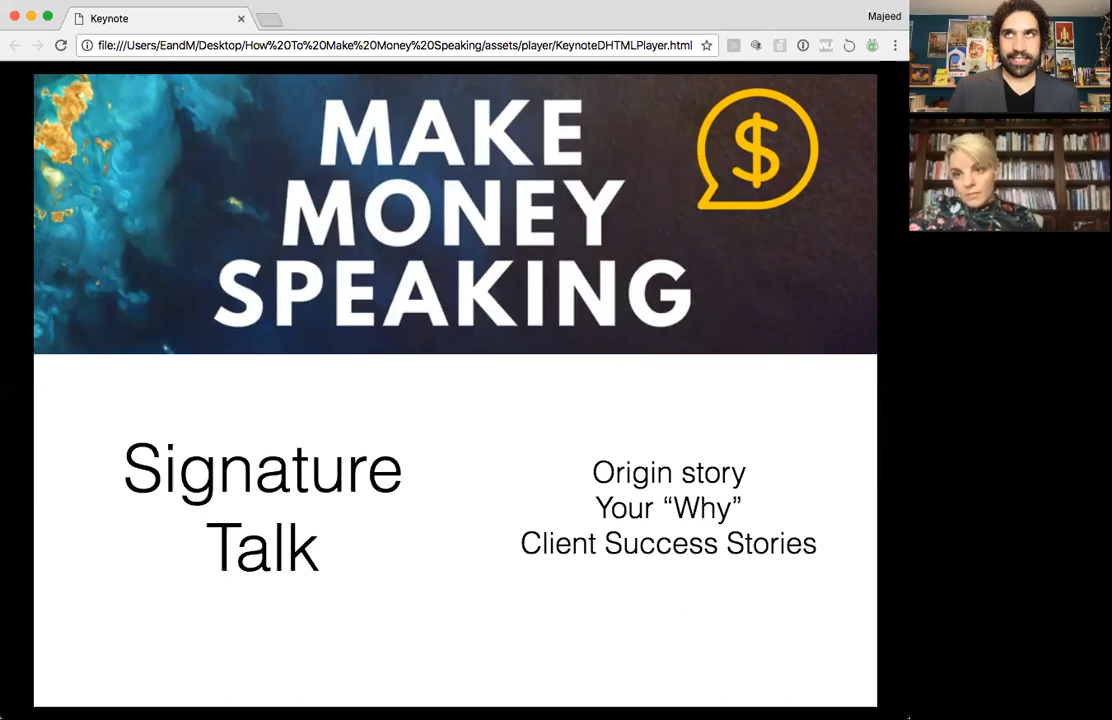 Keynote
Majeed
file:///Users/EandM/Desktop/How%20To%20Make%20Money%20Speaking/assets/player/KeynoteDHTMLPlayer.html
MAKE
MONEY
SPEAKING
$
Signature
Talk
Origin story
Your “Why”
Client Success Stories